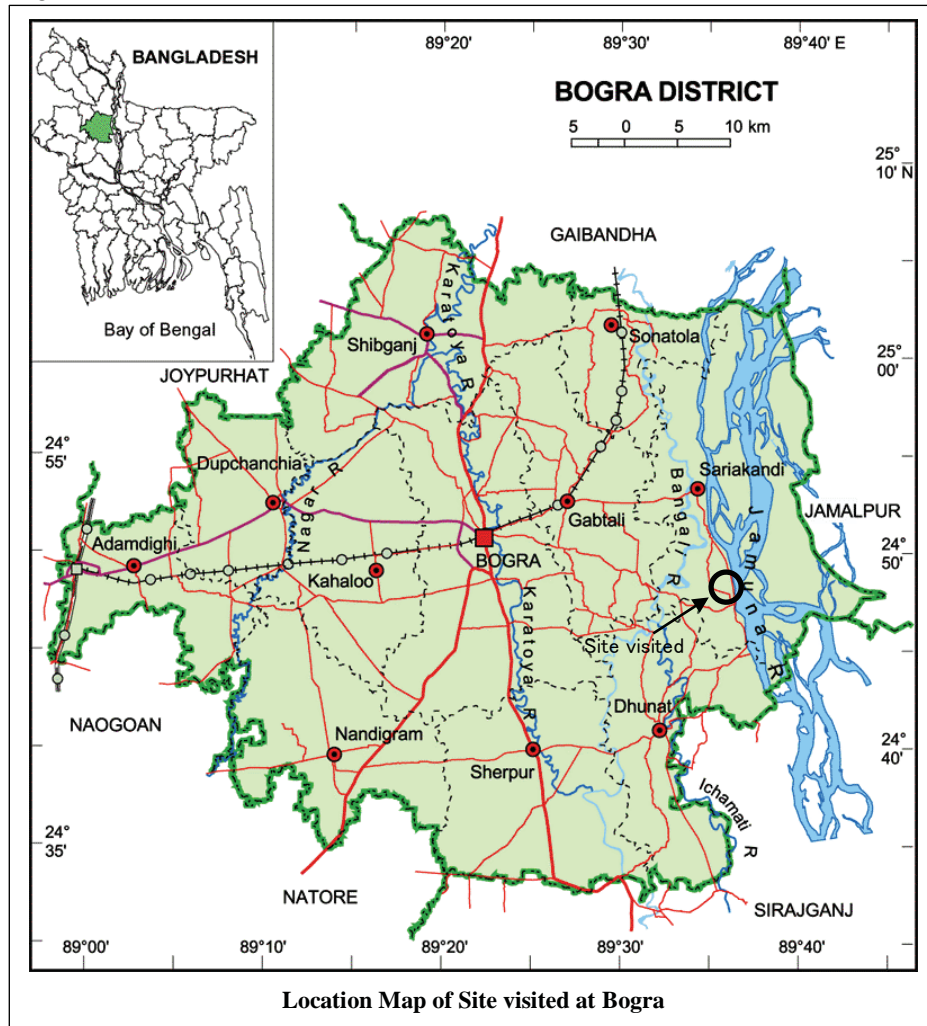 89°20'
89°30'
89°40' E
BANGLADESH
Bay of Bengal
BOGRA DISTRICT
5 0 5 10 km
25°
10' N
GAIBANDHA
Karatoya R
Shibganj
Sonatola
25°
00'
JOYPURHAT
24°
55'
Dupchanchia
Nagar R
Bangali R
Sariakandi
Gabtali
Jamuna R
JAMALPUR
Adamdighi
BOGRA
Kahaloo
24°
50'
Karatoya R
Site visited
NAOGOAN
Dhunat
Nandigram
Sherpur
24°
40'
Ichamati R
24°
35'
NATORE
SIRAJGANJ
89°00'
89°10'
89°20'
89°30'
89°40'
Location Map of Site visited at Bogra